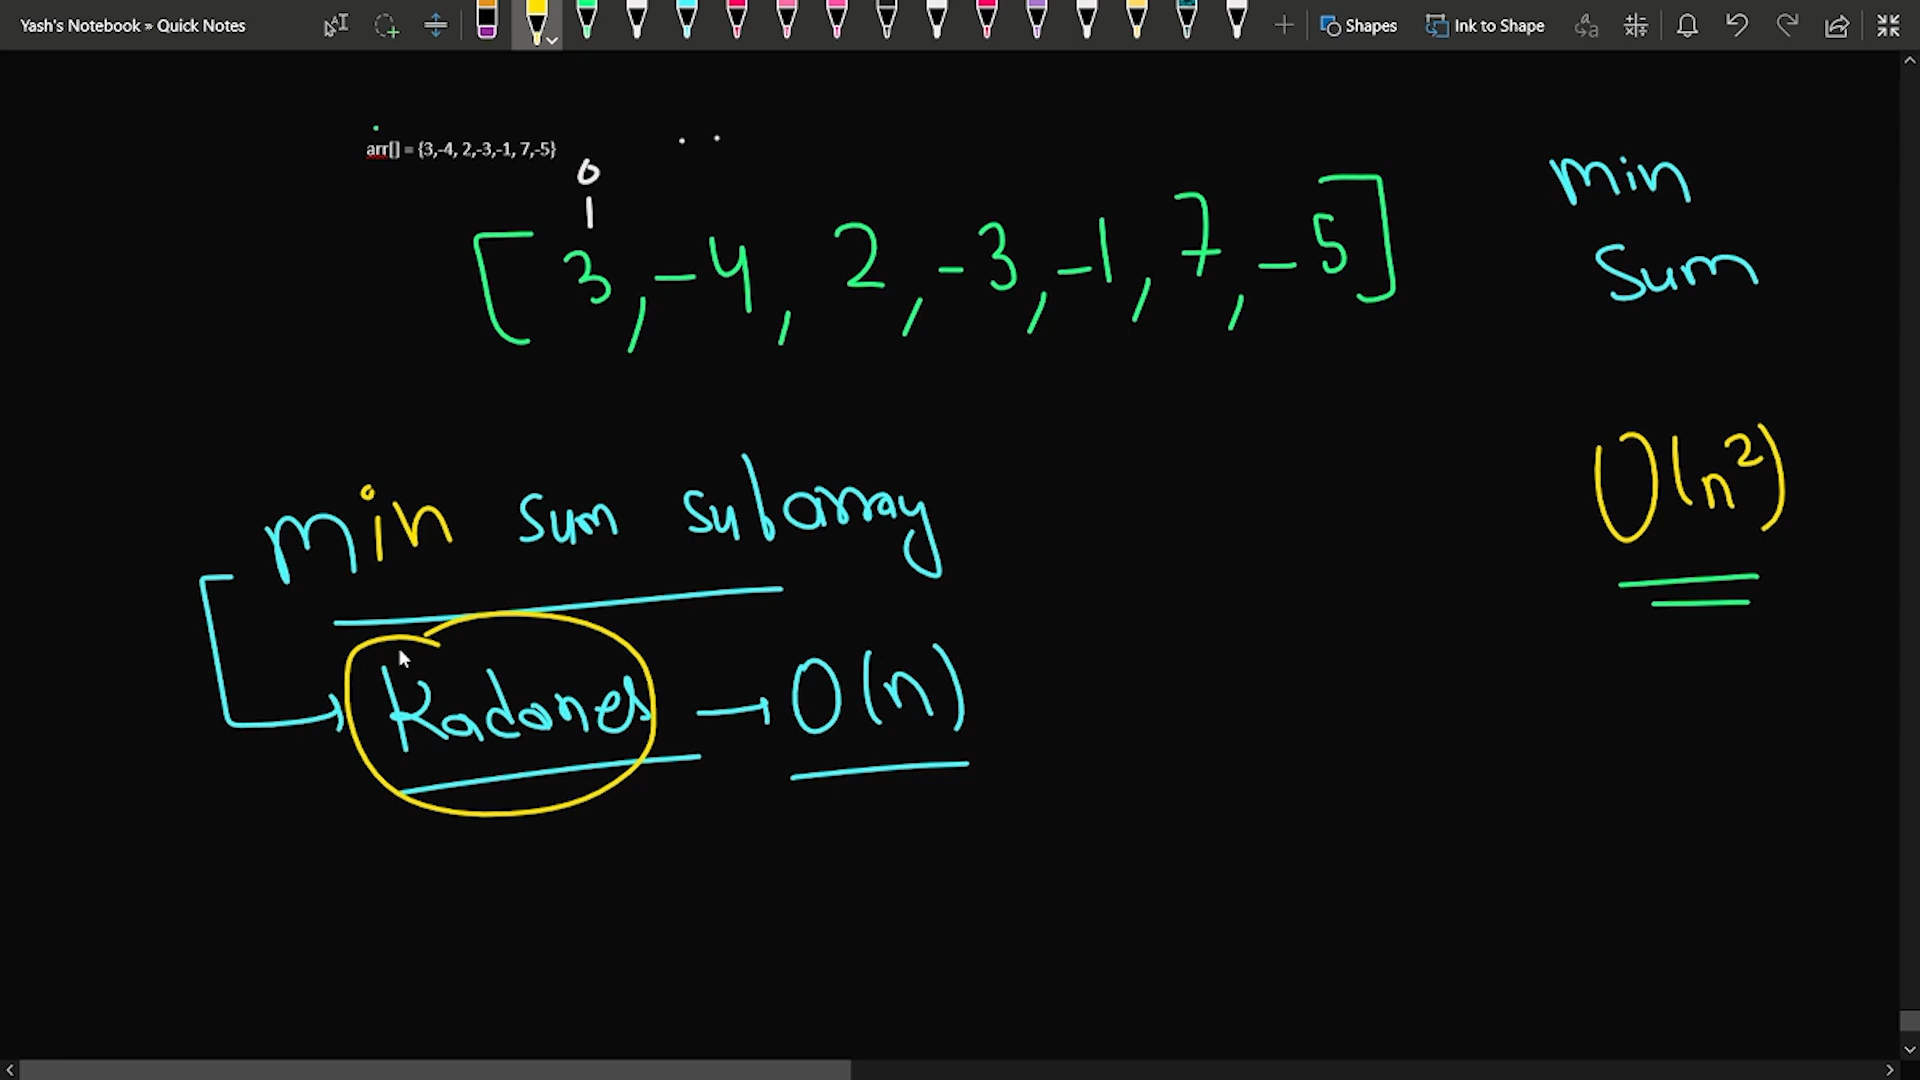 Yash's Notebook » Quick Notes
Shapes
Ink to Shape
arr[] = {3,-4, 2,-3,-1, 7,-5}
0
[3, -4, 2, -3, -1, 7, -5]
min
Sum
O(n²)
min sum subarray
Kadanes → O(n)